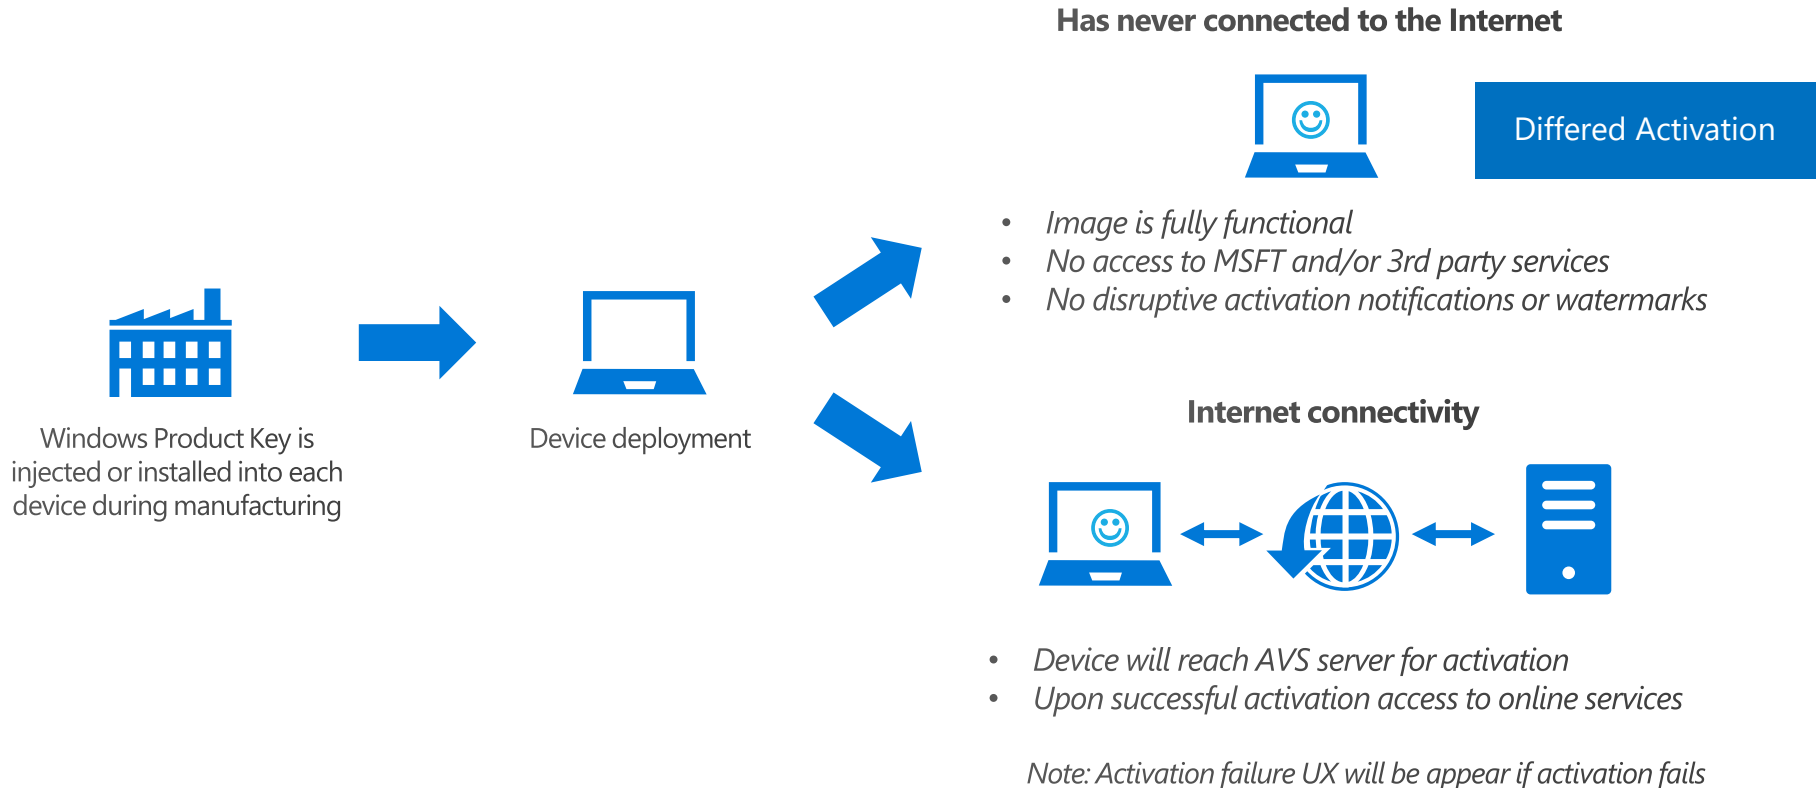 Has never connected to the Internet
Differed Activation
• Image is fully functional
• No access to MSFT and/or 3rd party services
• No disruptive activation notifications or watermarks
Windows Product Key is
injected or installed into each
device during manufacturing
Device deployment
Internet connectivity
• Device will reach AVS server for activation
• Upon successful activation access to online services
Note: Activation failure UX will be appear if activation fails